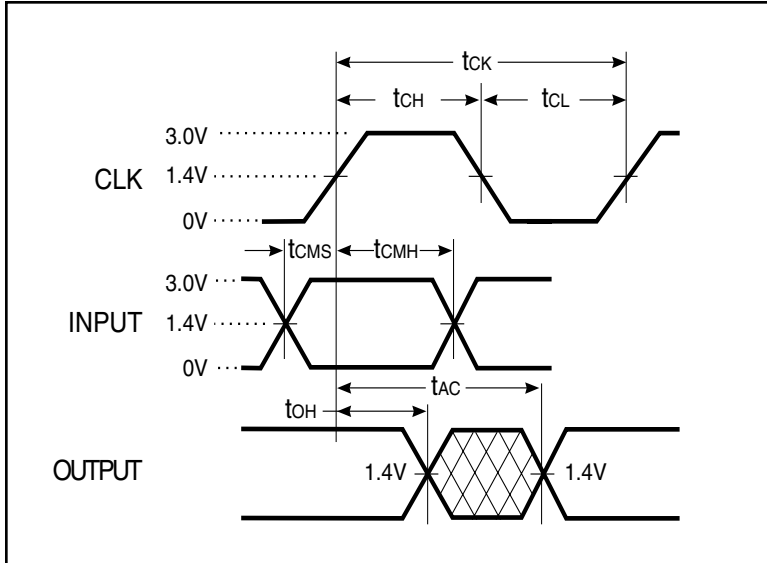 tCK
tCH tCL
3.0V
CLK 1.4V
0V
tCMS tCMH
3.0V
INPUT 1.4V
0V
tAC
tOH
OUTPUT 1.4V 1.4V